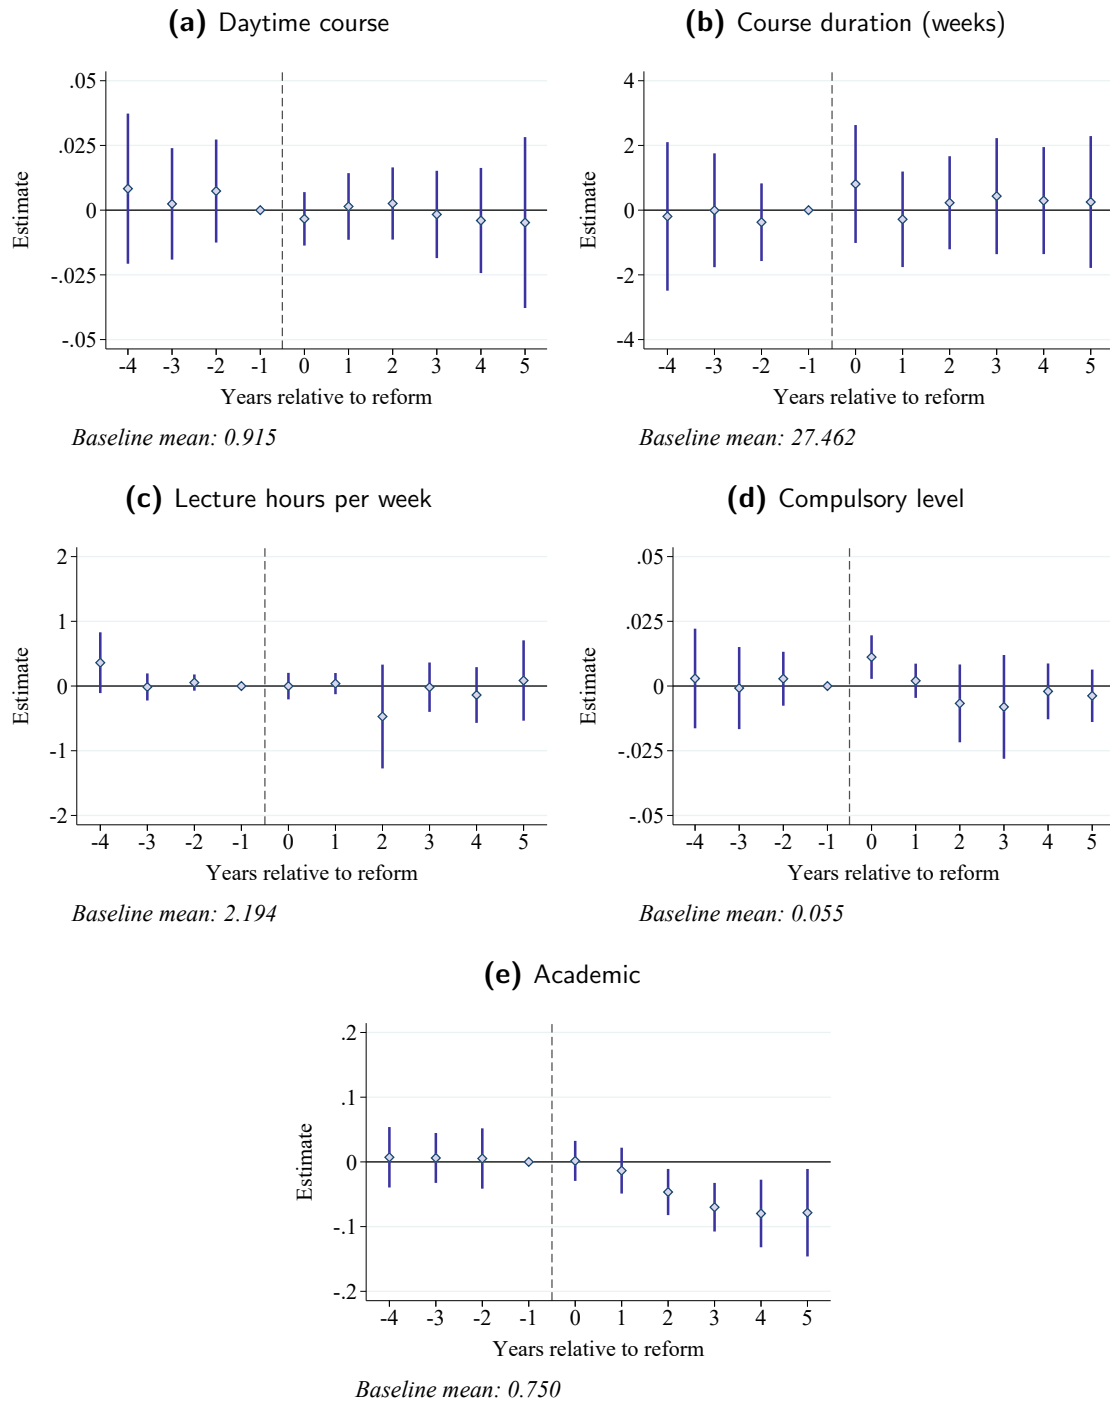 (a) Daytime course
.05
.025
0
-.025
-.05
Estimate
-4 -3 -2 -1 0 1 2 3 4 5
Years relative to reform
Baseline mean: 0.915
(b) Course duration (weeks)
4
2
0
-2
-4
Estimate
-4 -3 -2 -1 0 1 2 3 4 5
Years relative to reform
Baseline mean: 27.462
(c) Lecture hours per week
2
1
0
-1
-2
Estimate
-4 -3 -2 -1 0 1 2 3 4 5
Years relative to reform
Baseline mean: 2.194
(d) Compulsory level
.05
.025
0
-.025
-.05
Estimate
-4 -3 -2 -1 0 1 2 3 4 5
Years relative to reform
Baseline mean: 0.055
(e) Academic
.2
.1
0
-.1
-.2
Estimate
-4 -3 -2 -1 0 1 2 3 4 5
Years relative to reform
Baseline mean: 0.750